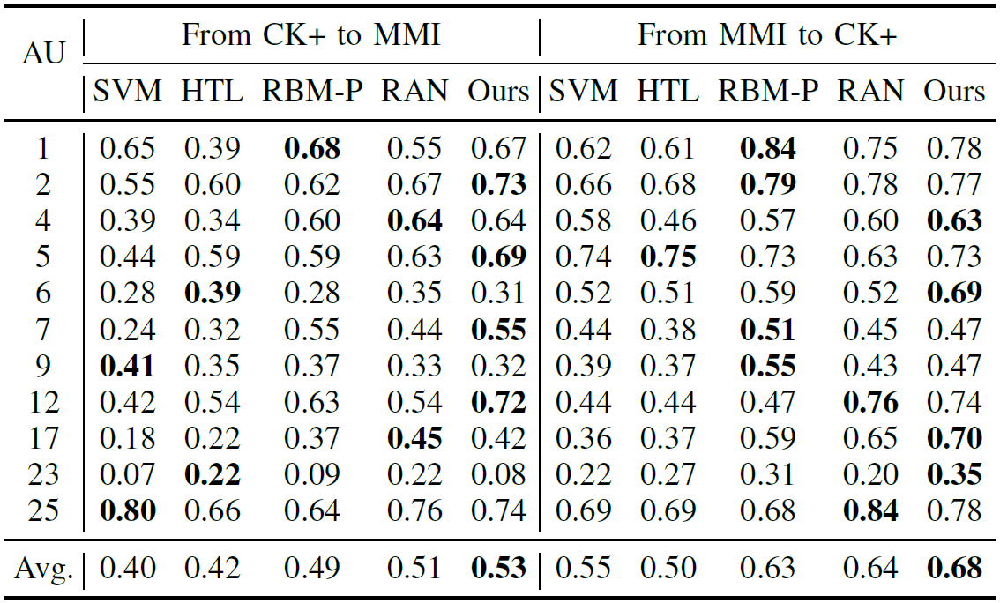 AU From CK+ to MMI From MMI to CK+
SVM HTL RBM-P RAN Ours SVM HTL RBM-P RAN Ours
1 0.65 0.39 0.68 0.55 0.67 0.62 0.61 0.84 0.75 0.78
2 0.55 0.60 0.62 0.67 0.73 0.66 0.68 0.79 0.78 0.77
4 0.39 0.34 0.60 0.64 0.64 0.58 0.46 0.57 0.60 0.63
5 0.44 0.59 0.59 0.63 0.69 0.74 0.75 0.73 0.63 0.73
6 0.28 0.39 0.28 0.35 0.31 0.52 0.51 0.59 0.52 0.69
7 0.24 0.32 0.55 0.44 0.55 0.44 0.38 0.51 0.45 0.47
9 0.41 0.35 0.37 0.33 0.32 0.39 0.37 0.55 0.43 0.47
12 0.42 0.54 0.63 0.54 0.72 0.44 0.44 0.47 0.76 0.74
17 0.18 0.22 0.37 0.45 0.42 0.36 0.37 0.59 0.65 0.70
23 0.07 0.22 0.09 0.22 0.08 0.22 0.27 0.31 0.20 0.35
25 0.80 0.66 0.64 0.76 0.74 0.69 0.69 0.68 0.84 0.78
Avg. 0.40 0.42 0.49 0.51 0.53 0.55 0.50 0.63 0.64 0.68